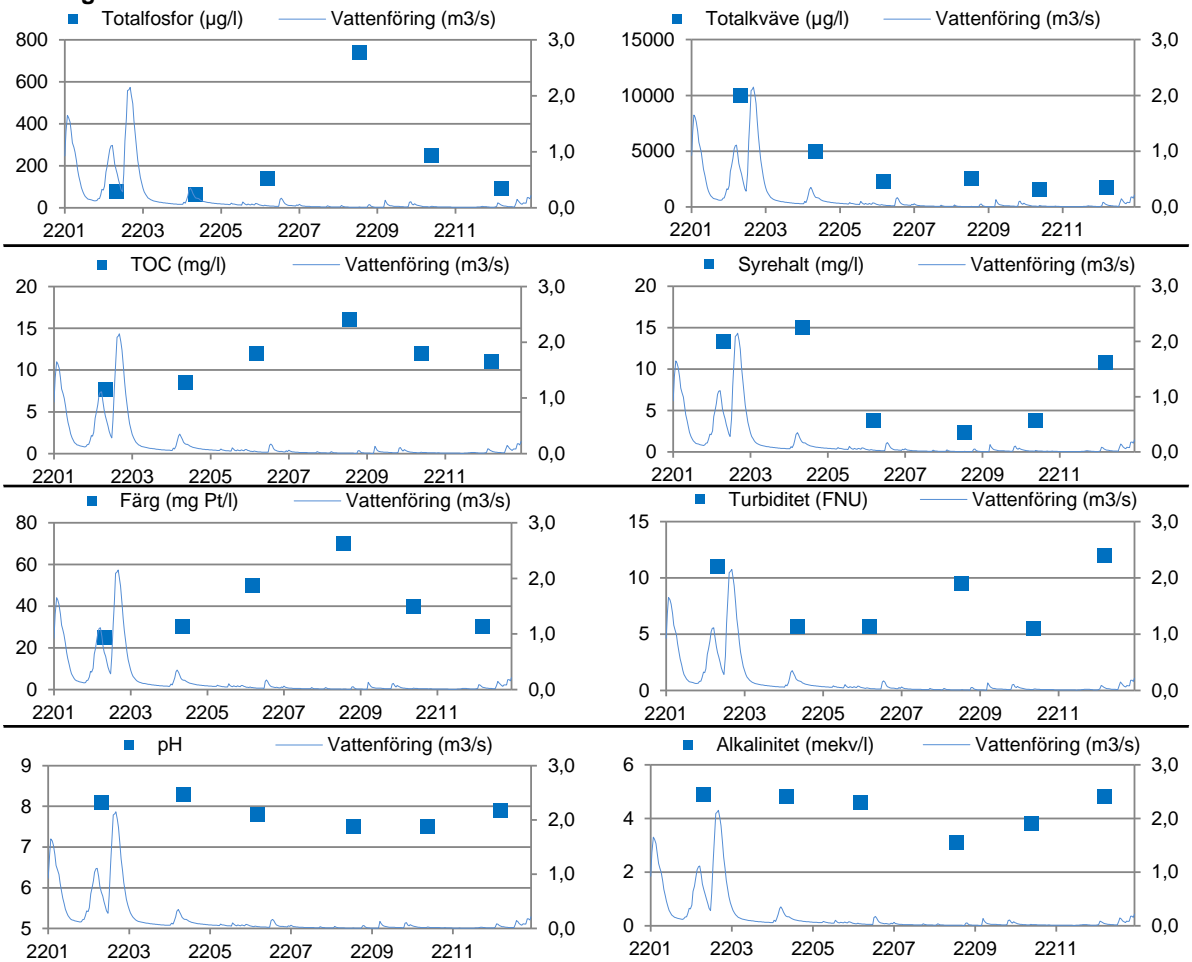 Totalfosfor (µg/l) Vattenföring (m3/s)
800 3,0
600 2,0
400
200 1,0
0 0,0
2201 2203 2205 2207 2209 2211
Totalkväve (µg/l) Vattenföring (m3/s)
15000 3,0
10000 2,0
5000 1,0
0 0,0
2201 2203 2205 2207 2209 2211
TOC (mg/l) Vattenföring (m3/s)
20 3,0
15 2,0
10
5 1,0
0 0,0
2201 2203 2205 2207 2209 2211
Syrehalt (mg/l) Vattenföring (m3/s)
20 3,0
15 2,0
10
5 1,0
0 0,0
2201 2203 2205 2207 2209 2211
Färg (mg Pt/l) Vattenföring (m3/s)
80 3,0
60 2,0
40
20 1,0
0 0,0
2201 2203 2205 2207 2209 2211
Turbiditet (FNU) Vattenföring (m3/s)
15 3,0
10 2,0
5 1,0
0 0,0
2201 2203 2205 2207 2209 2211
pH Vattenföring (m3/s)
9 3,0
8 2,0
7
6 1,0
5 0,0
2201 2203 2205 2207 2209 2211
Alkalinitet (mekv/l) Vattenföring (m3/s)
6 3,0
4 2,0
2 1,0
0 0,0
2201 2203 2205 2207 2209 2211